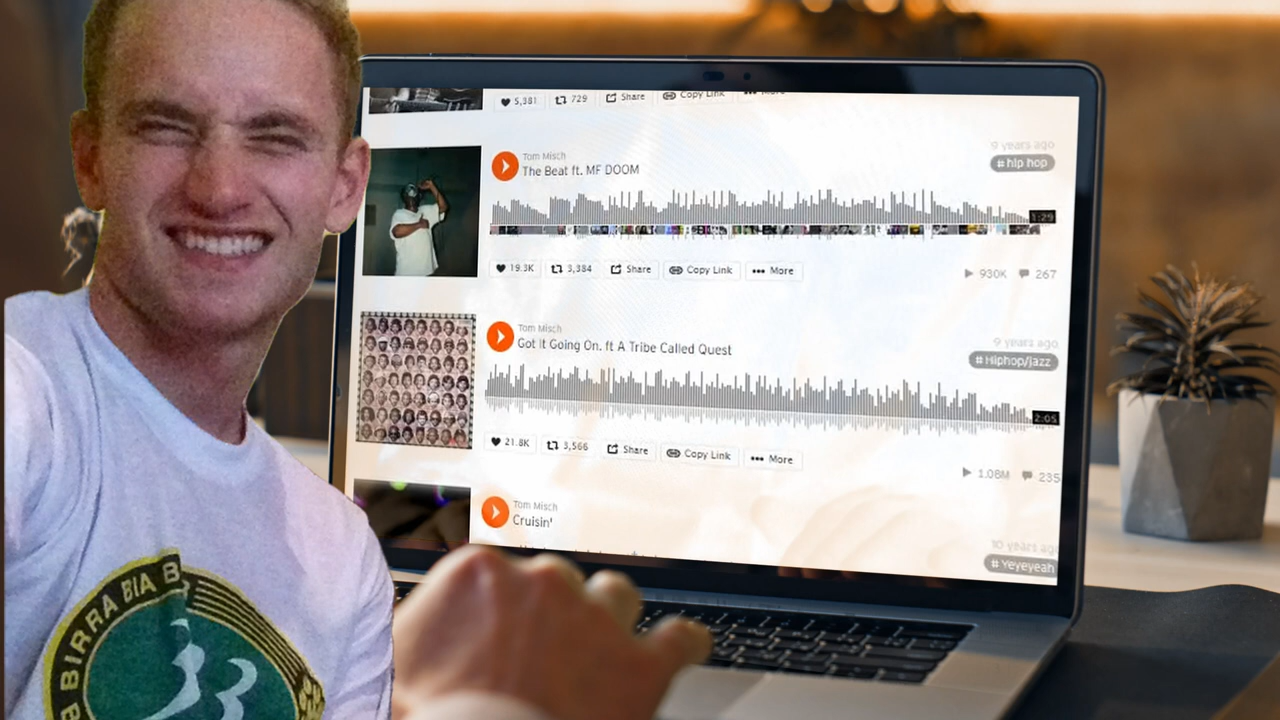 5,381
729
Share
Copy Link
More
9 years ago
Tom Misch
# hip hop
The Beat ft. MF DOOM
1:29
19.3K
3,384
Share
Copy Link
More
930K
267
Tom Misch
9 years ago
Got It Going On. ft A Tribe Called Quest
# Hiphop/jazz
2:05
21.8K
3,566
Share
Copy Link
More
1.08M
235
Tom Misch
Cruisin'
10 years ago
# Yeyeyeah
BIRRA BIA B